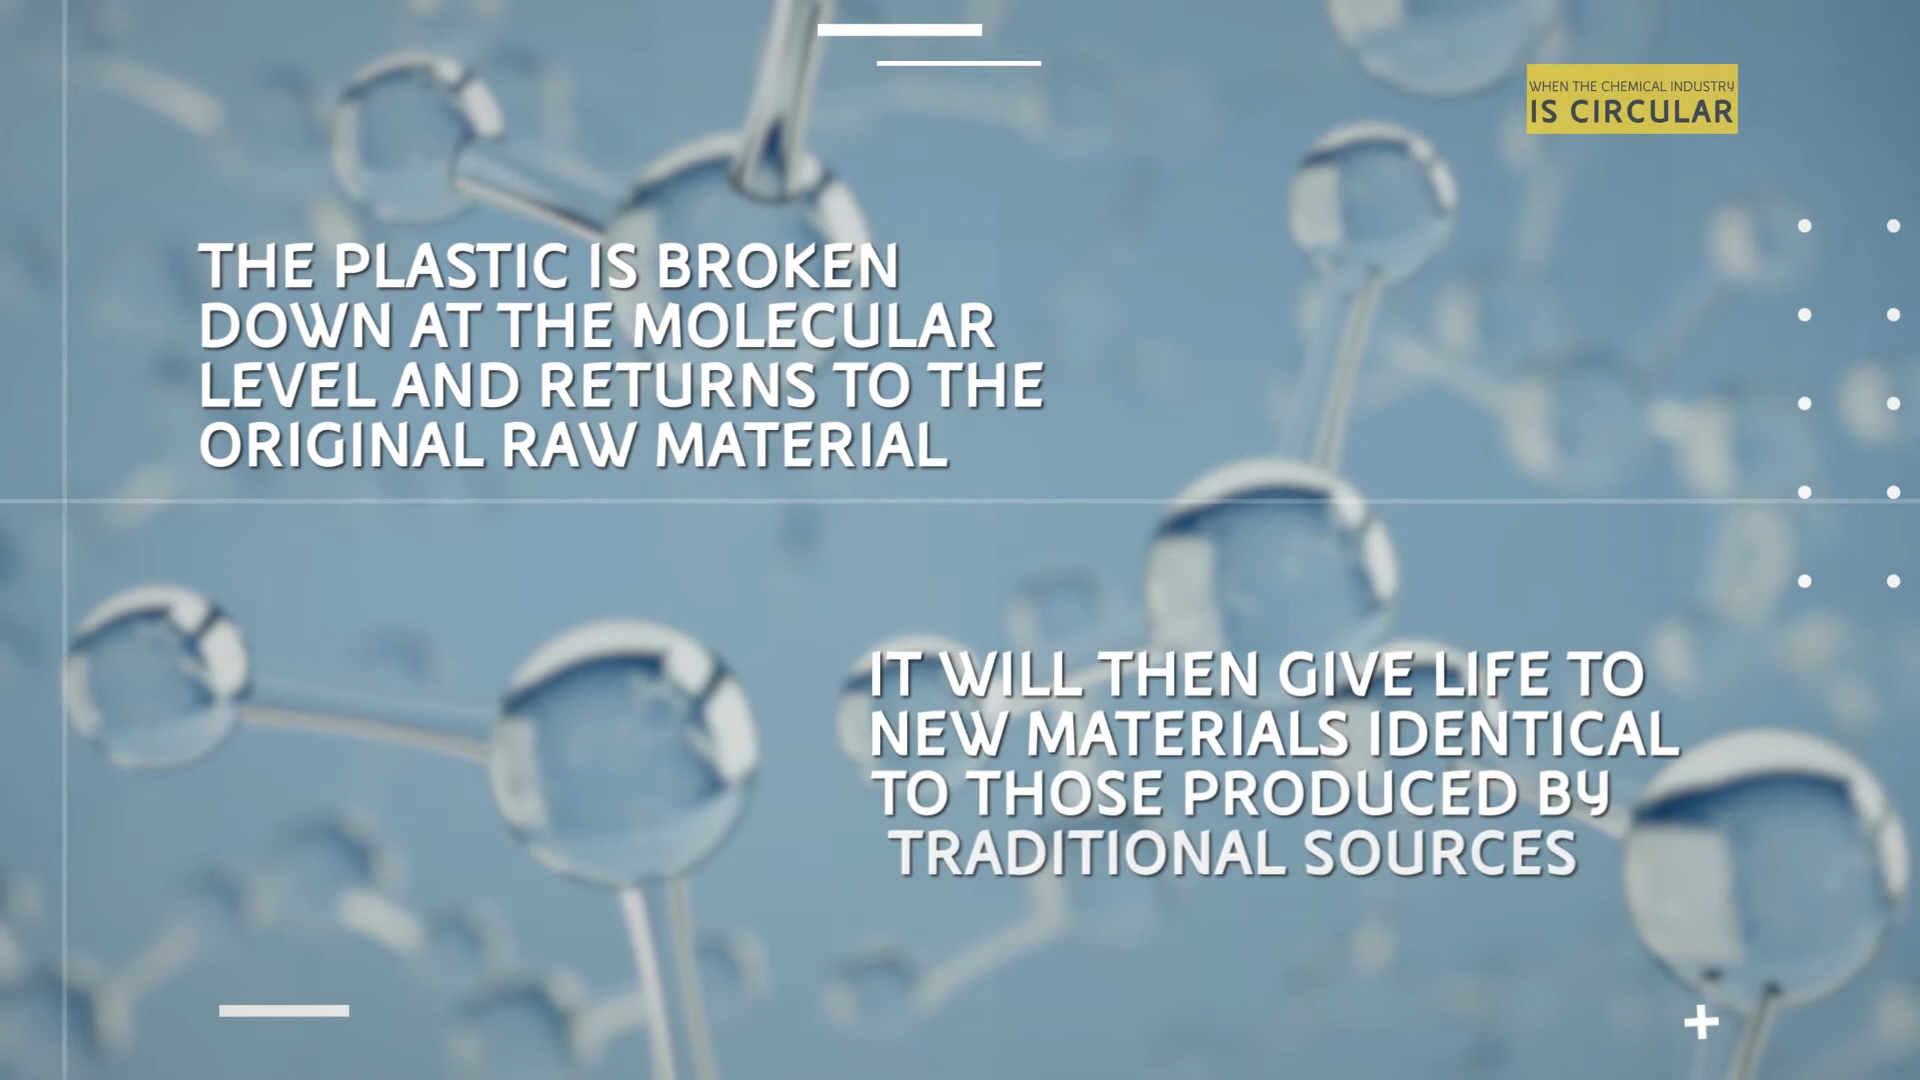 WHEN THE CHEMICAL INDUSTRY
IS CIRCULAR
THE PLASTIC IS BROKEN
DOWN AT THE MOLECULAR
LEVEL AND RETURNS TO THE
ORIGINAL RAW MATERIAL
IT WILL THEN GIVE LIFE TO
NEW MATERIALS IDENTICAL
TO THOSE PRODUCED BY
TRADITIONAL SOURCES